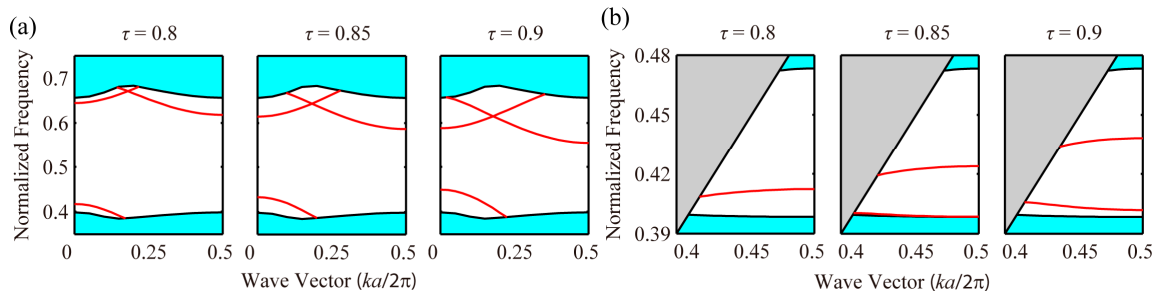 (a)
τ = 0.8
τ = 0.85
τ = 0.9
Normalized Frequency
0.7
0.6
0.5
0.4
0
0.25
0.5
0
0.25
0.5
0
0.25
0.5
Wave Vector (ka/2π)
(b)
τ = 0.8
τ = 0.85
τ = 0.9
Normalized Frequency
0.48
0.45
0.42
0.39
0.4
0.45
0.5
0.4
0.45
0.5
0.4
0.45
0.5
Wave Vector (ka/2π)